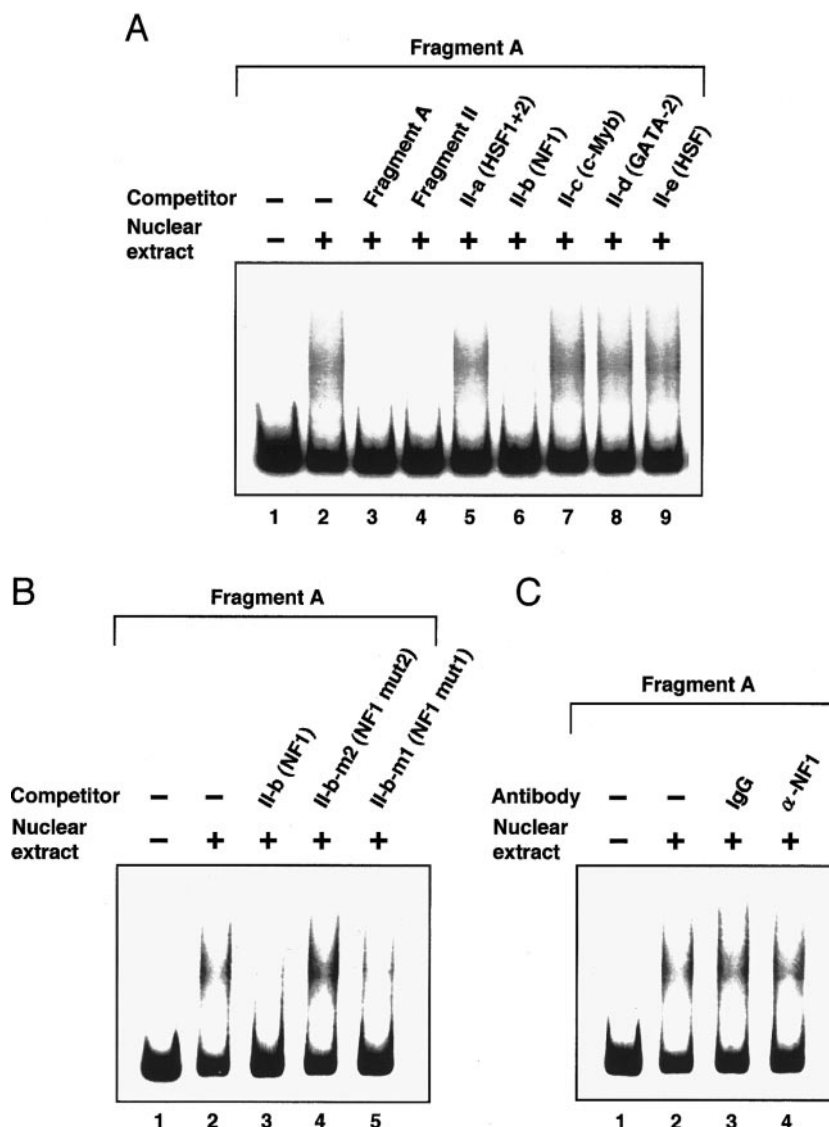 A
Fragment A
Competitor – – Fragment A Fragment II II-a (HSF1+2) II-b (NF1) II-c (c-Myb) II-d (GATA-2) II-e (HSF)
Nuclear
extract – + + + + + + + +
1 2 3 4 5 6 7 8 9
B
Fragment A
Competitor – – II-b (NF1) II-b-m2 (NF1 mut2) II-b-m1 (NF1 mut1)
Nuclear
extract – + + + +
1 2 3 4 5
C
Fragment A
Antibody – – IgG α-NF1
Nuclear
extract – + + +
1 2 3 4